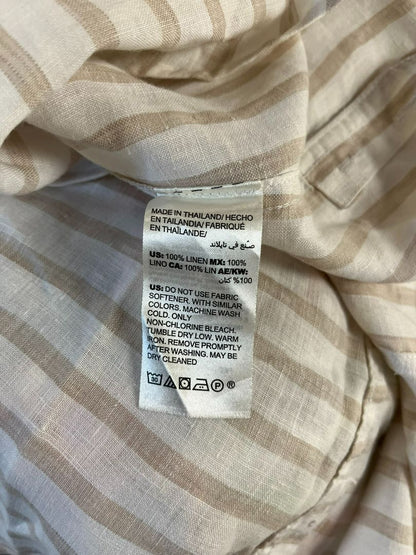 MADE IN THAILAND/ HECHO
EN TAILANDIA/ FABRIQUÉ
EN THAÏLANDE/
صنع في تايلاند
US: 100% LINEN MX: 100%
LINO CA: 100% LIN AE/KW:
100% كتان
US: DO NOT USE FABRIC
SOFTENER. WITH SIMILAR
COLORS. MACHINE WASH
COLD. ONLY
NON-CHLORINE BLEACH.
TUMBLE DRY LOW. WARM
IRON. REMOVE PROMPTLY
AFTER WASHING. MAY BE
DRY CLEANED
30 P ®